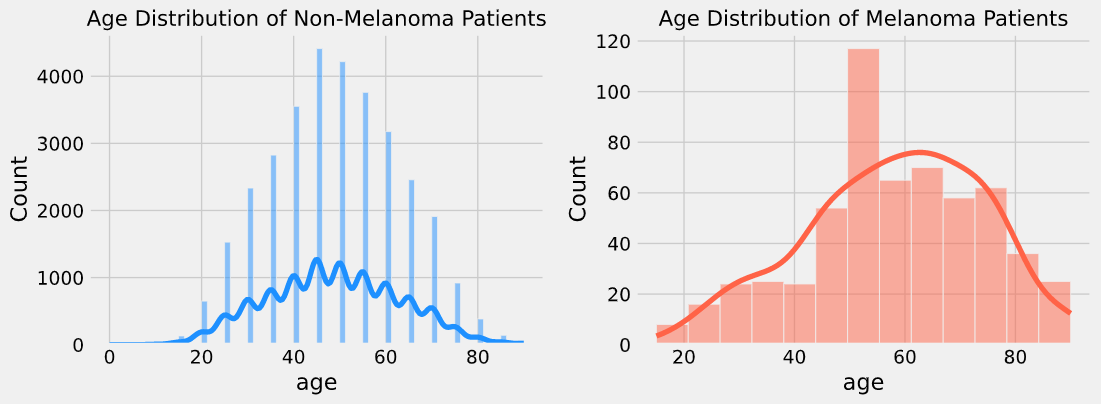 Age Distribution of Non-Melanoma Patients
4000
3000
2000
1000
0
Count
0 20 40 60 80
age
Age Distribution of Melanoma Patients
120
100
80
60
40
20
0
Count
20 40 60 80
age